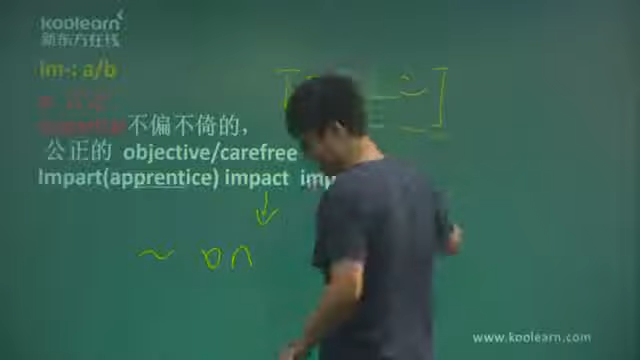 koolearn
新东方在线
im-: a/b
不偏不倚的，
公正的 objective/carefree
Impart(apprentice) impact
~ on
www.koolearn.com